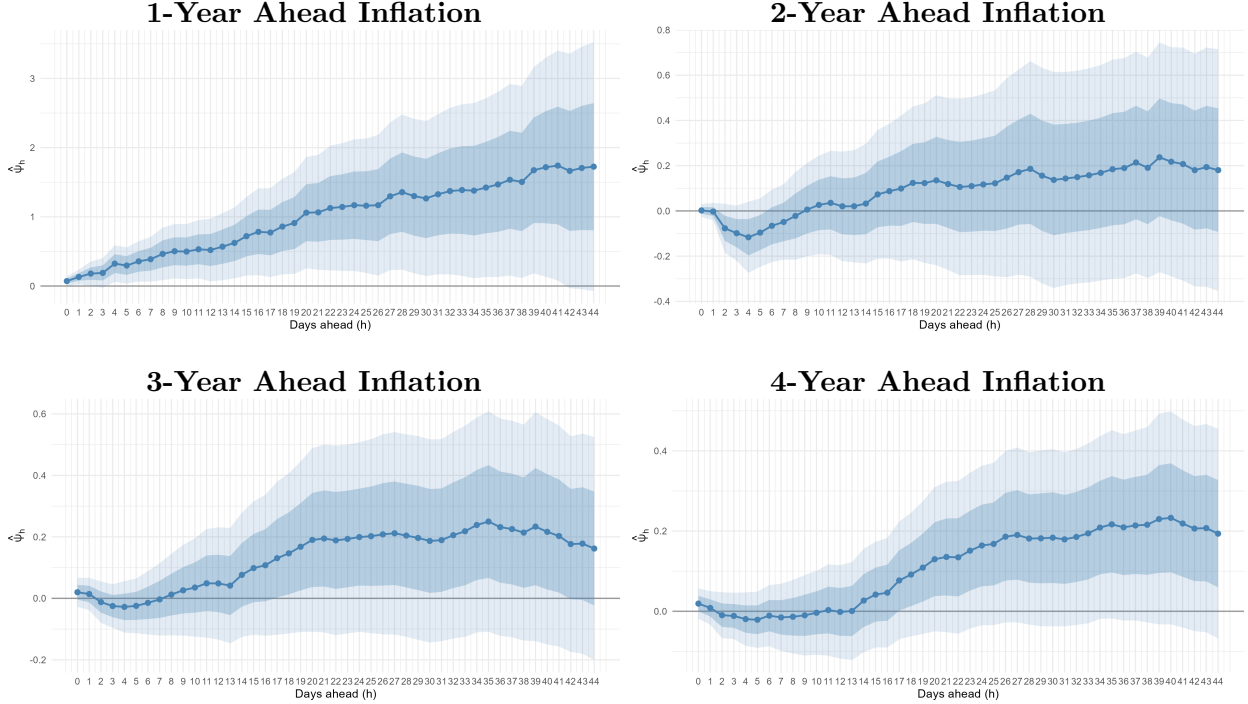 1-Year Ahead Inflation
3
2
1
0
ψ̂h
0 1 2 3 4 5 6 7 8 9 10 11 12 13 14 15 16 17 18 19 20 21 22 23 24 25 26 27 28 29 30 31 32 33 34 35 36 37 38 39 40 41 42 43 44
Days ahead (h)
2-Year Ahead Inflation
0.8
0.6
0.4
0.2
0.0
-0.2
-0.4
ψ̂h
0 1 2 3 4 5 6 7 8 9 10 11 12 13 14 15 16 17 18 19 20 21 22 23 24 25 26 27 28 29 30 31 32 33 34 35 36 37 38 39 40 41 42 43 44
Days ahead (h)
3-Year Ahead Inflation
0.6
0.4
0.2
0.0
-0.2
ψ̂h
0 1 2 3 4 5 6 7 8 9 10 11 12 13 14 15 16 17 18 19 20 21 22 23 24 25 26 27 28 29 30 31 32 33 34 35 36 37 38 39 40 41 42 43 44
Days ahead (h)
4-Year Ahead Inflation
0.4
0.2
0.0
ψ̂h
0 1 2 3 4 5 6 7 8 9 10 11 12 13 14 15 16 17 18 19 20 21 22 23 24 25 26 27 28 29 30 31 32 33 34 35 36 37 38 39 40 41 42 43 44
Days ahead (h)